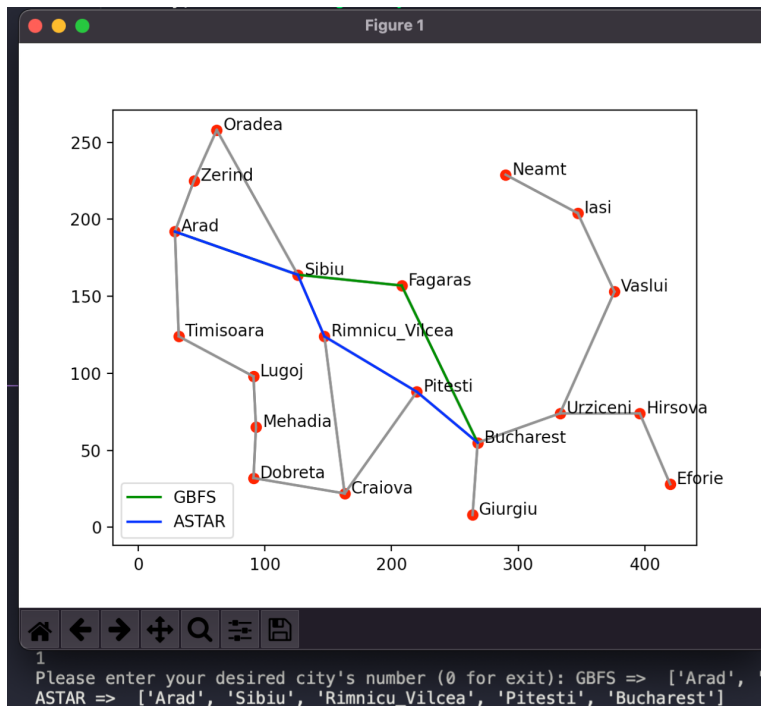 Figure 1
Oradea
Neamt
250
Zerind
Iasi
200
Arad
Sibiu
Fagaras
Vaslui
150
Timisoara
Rimnicu_Vilcea
Lugoj
Pitesti
100
Mehadia
Urziceni
Hirsova
Bucharest
50
Dobreta
Craiova
Eforie
GBFS
Giurgiu
ASTAR
0
0 100 200 300 400
1
Please enter your desired city's number (0 for exit): GBFS => ['Arad', '
ASTAR => ['Arad', 'Sibiu', 'Rimnicu_Vilcea', 'Pitesti', 'Bucharest']